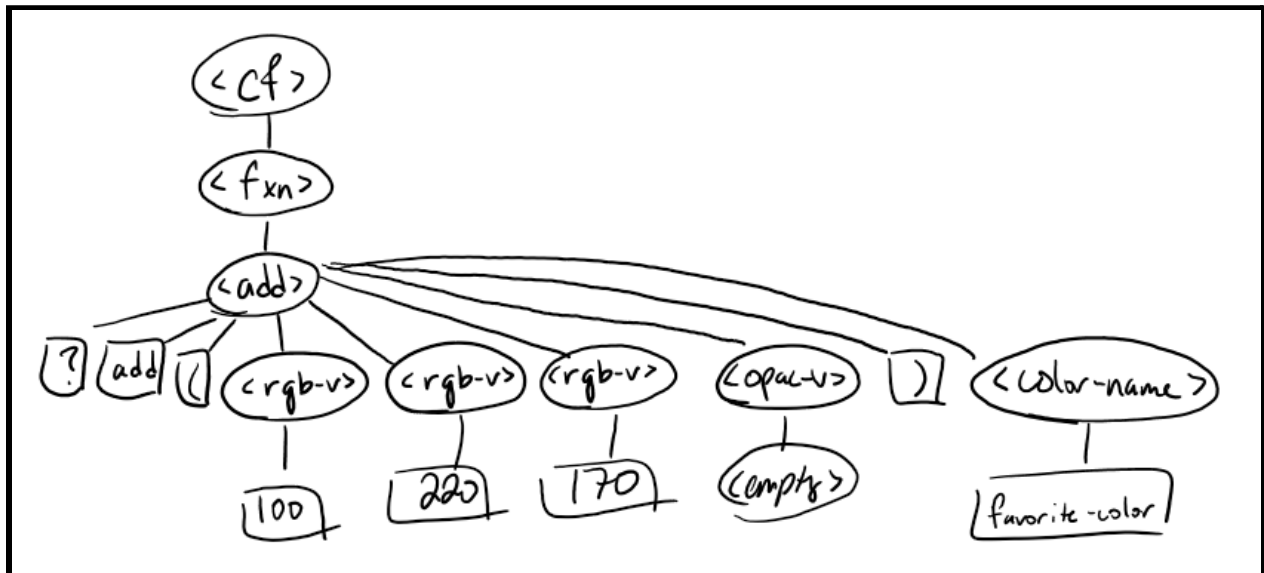 <cf>
<fxn>
<add>
? add ( <rgb-v> <rgb-v> <rgb-v> <opac-v> ) <color-name>
100 220 170 <empty> favorite-color